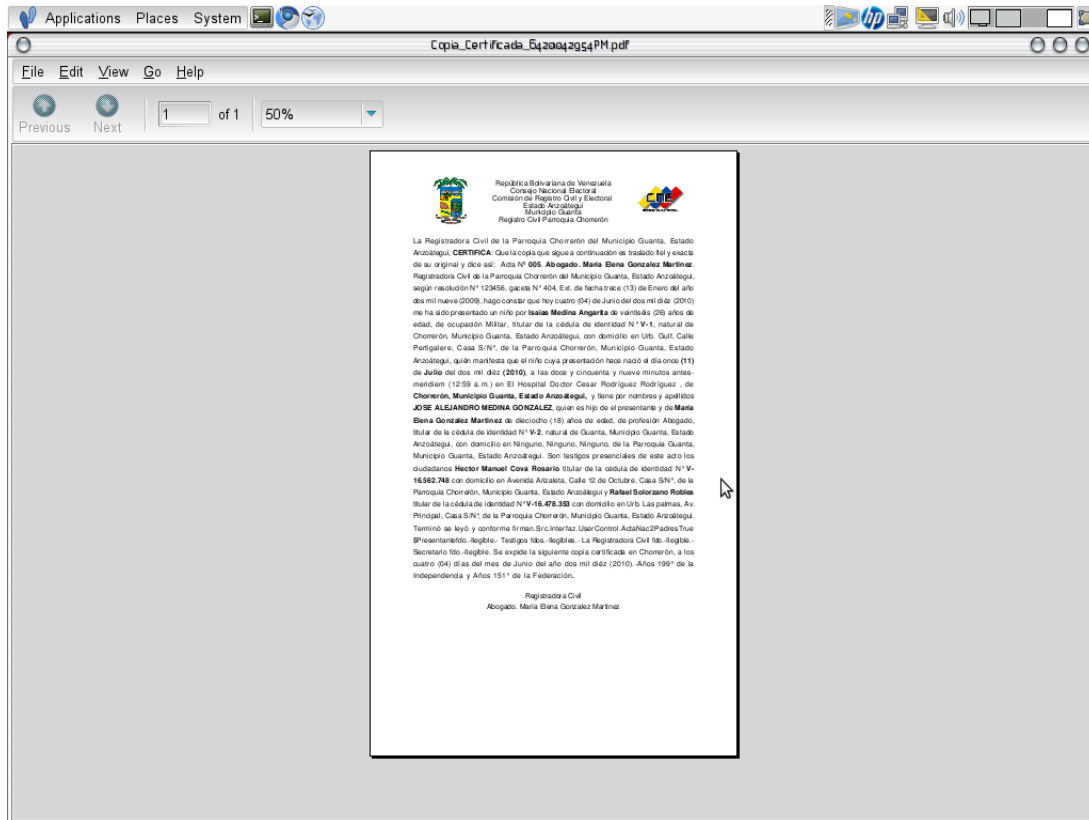 Applications Places System
Copia_Certificada_6420042954PM.pdf
File Edit View Go Help
Previous Next 1 of 1 50%
República Bolivariana de Venezuela
Consejo Nacional Electoral
Comisión de Registro Civil y Electoral
Estado Anzoátegui
Municipio Guanta
Registro Civil Parroquia Chorrerón
CNE
La Registradora Civil de la Parroquia Chorrerón del Municipio Guanta, Estado
Anzoátegui, CERTIFICA: Que la copia que sigue a continuación es traslado fiel y exacta
de su original y dice así: Acta Nº 005. Abogado. María Elena Gonzalez Martinez.
Registradora Civil de la Parroquia Chorrerón del Municipio Guanta, Estado Anzoátegui,
según resolución N° 123456, gaceta N° 404, Ext. de fecha trece (13) de Enero del año
dos mil nueve (2009), hago constar que hoy cuatro (04) de Junio del dos mil diéz (2010)
me ha sido presentado un niño por Isaias Medina Angarita de veintiséis (26) años de
edad, de ocupación Militar, titular de la cédula de identidad N° V-1, natural de
Chorrerón, Municipio Guanta, Estado Anzoátegui, con domicilio en Urb. Gulf, Calle
Pertigalere, Casa S/N°, de la Parroquia Chorrerón, Municipio Guanta, Estado
Anzoátegui, quién manifiesta que el niño cuya presentación hace nació el día once (11)
de Julio del dos mil diéz (2010), a las doce y cincuenta y nueve minutos antes-
meridiem (12:59 a.m.) en El Hospital Doctor Cesar Rodríguez Rodríguez , de
Chorrerón, Municipio Guanta, Estado Anzoátegui, y tiene por nombres y apellidos
JOSE ALEJANDRO MEDINA GONZALEZ, quien es hijo de el presentante y de María
Elena Gonzalez Martinez de dieciocho (18) años de edad, de profesión Abogado,
titular de la cédula de identidad N° V-2, natural de Guanta, Municipio Guanta, Estado
Anzoátegui, con domicilio en Ninguno, Ninguno, Ninguno, de la Parroquia Guanta,
Municipio Guanta, Estado Anzoátegui. Son testigos presenciales de este acto los
ciudadanos Hector Manuel Cova Rosario titular de la cédula de identidad N° V-
16.562.748 con domicilio en Avenida Arizaleta, Calle 12 de Octubre, Casa S/N°, de la
Parroquia Chorrerón, Municipio Guanta, Estado Anzoátegui y Rafael Solorzano Robles
titular de la cédula de identidad N° V-16.478.353 con domicilio en Urb. Las palmas, Av.
Principal, Casa S/N°, de la Parroquia Chorrerón, Municipio Guanta, Estado Anzoátegui.
Terminó se leyó y conforme firman.Src.Interfaz.UserControl.ActaNac2PadresTrue
$Presentantefdo.-Ilegible.- Testigos fdos.-Ilegibles.- La Registradora Civil fdo.-Ilegible.-
Secretario fdo.-Ilegible. Se expide la siguiente copia certificada en Chorrerón, a los
cuatro (04) días del mes de Junio del año dos mil diéz (2010).-Años 199° de la
Independencia y Años 151° de la Federación.
Registradora Civil
Abogado. María Elena Gonzalez Martinez